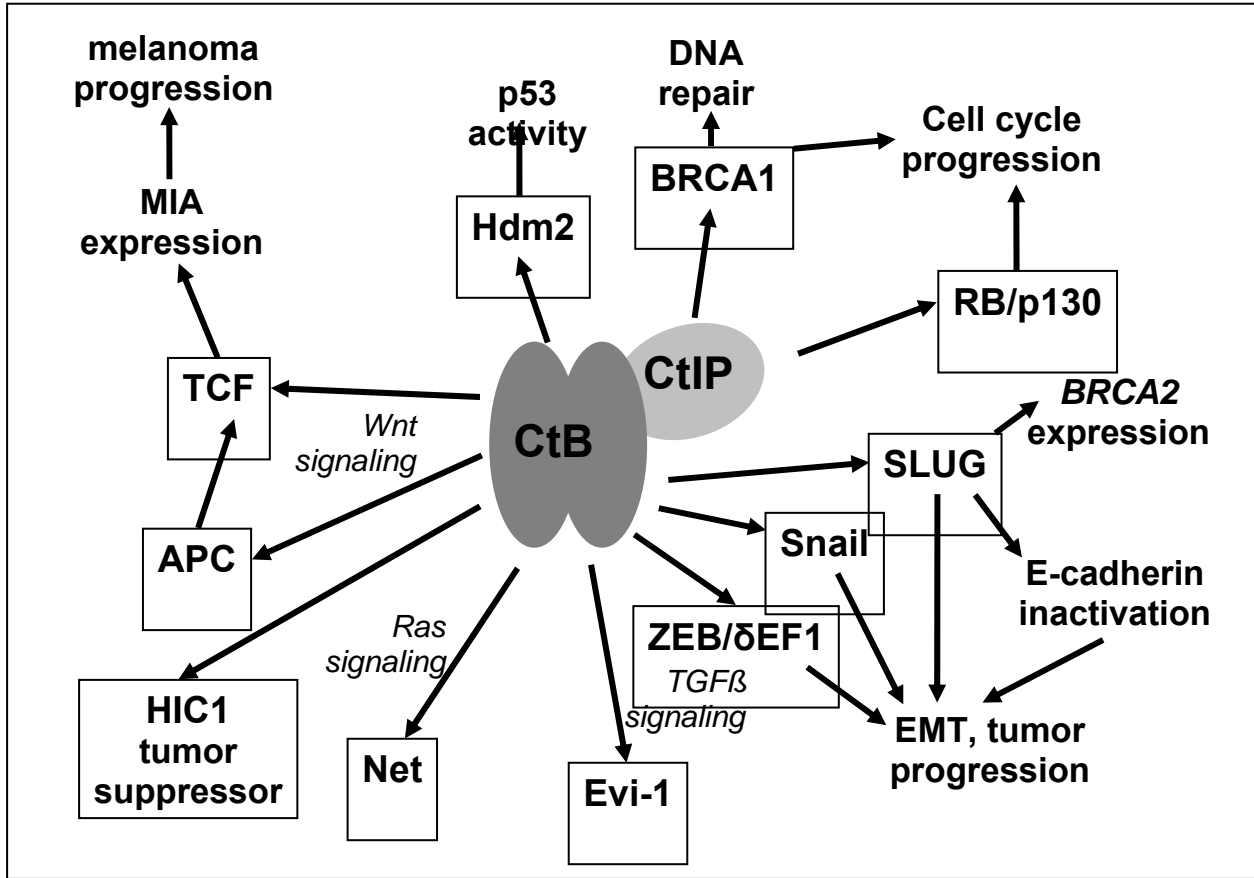 melanoma
progression
p53
activity
DNA
repair
Cell cycle
progression
MIA
expression
Hdm2
BRCA1
RB/p130
TCF
Wnt
signaling
CtB
CtIP
BRCA2
expression
SLUG
APC
Snail
E-cadherin
inactivation
Ras
signaling
ZEB/δEF1
TGFß
signaling
HIC1
tumor
suppressor
Net
Evi-1
EMT, tumor
progression